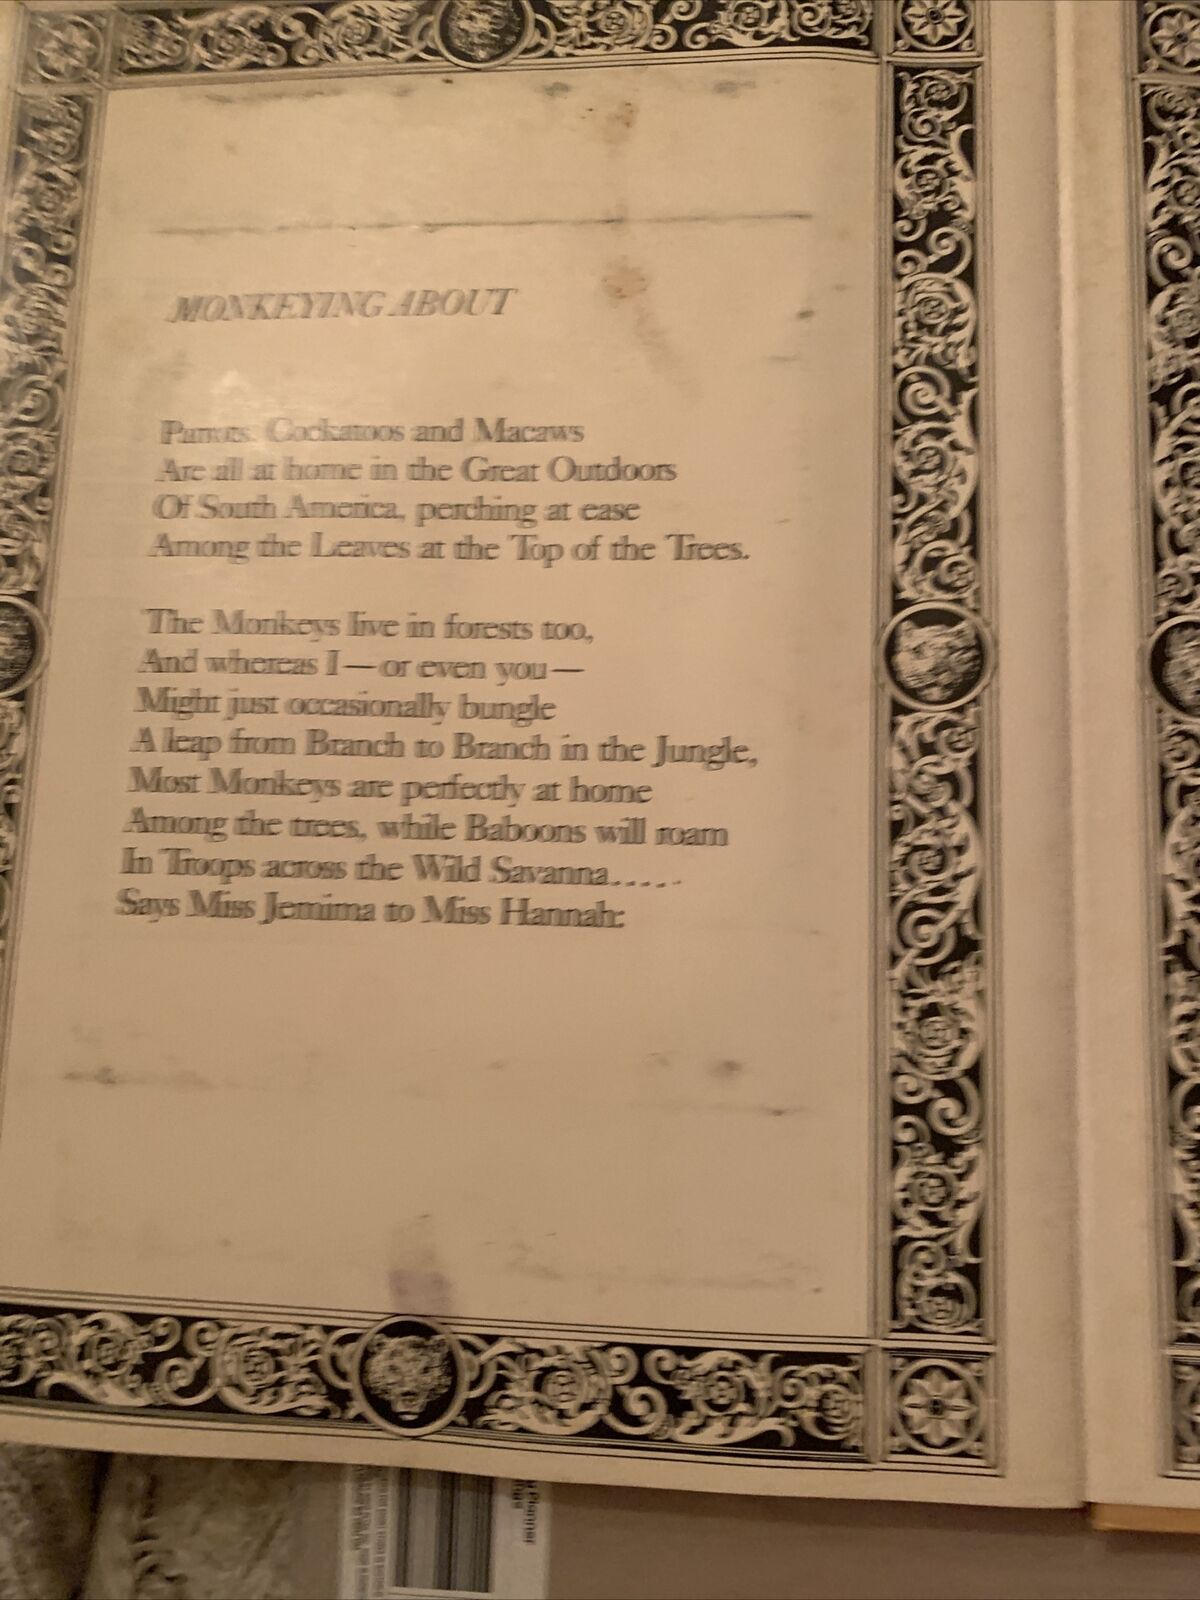 MONKEYING ABOUT
Parrots, Cockatoos and Macaws
Are all at home in the Great Outdoors
Of South America, perching at ease
Among the Leaves at the Top of the Trees.
The Monkeys live in forests too,
And whereas I—or even you—
Might just occasionally bungle
A leap from Branch to Branch in the Jungle,
Most Monkeys are perfectly at home
Among the trees, while Baboons will roam
In Troops across the Wild Savanna.....
Says Miss Jemima to Miss Hannah:
Planner